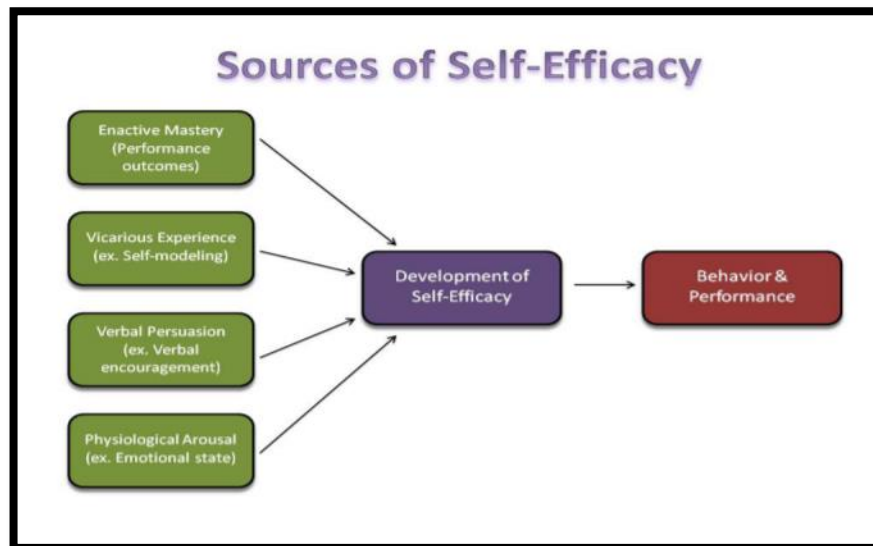 Sources of Self-Efficacy
Enactive Mastery
(Performance
outcomes)
Vicarious Experience
(ex. Self-modeling)
Verbal Persuasion
(ex. Verbal
encouragement)
Physiological Arousal
(ex. Emotional state)
Development of
Self-Efficacy
Behavior &
Performance